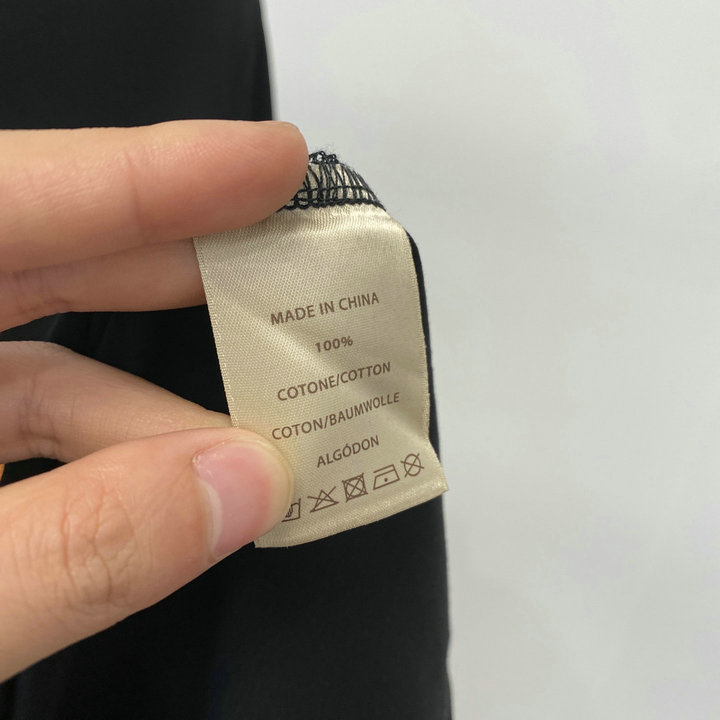 MADE IN CHINA
100%
COTONE/COTTON
COTON/BAUMWOLLE
ALGÓDON